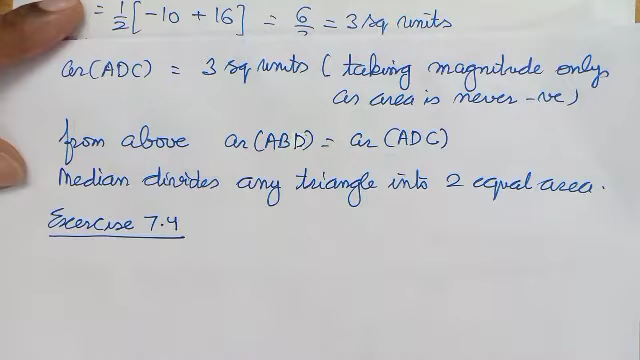 = 1/2 [-10 + 16] = 6/2 = 3 sq units
ar(ADC) = 3 sq units ( taking magnitude only
as area is never -ve)
from above ar(ABD) = ar(ADC)
Median divides any triangle into 2 equal area.
Exercise 7.4